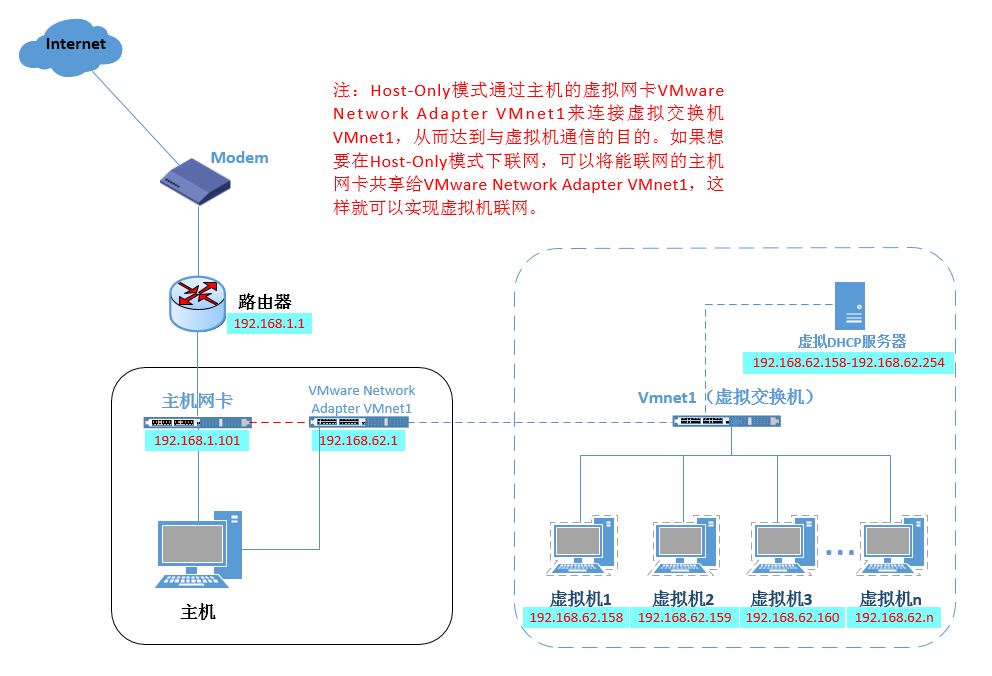 Internet
注：Host-Only模式通过主机的虚拟网卡VMware
Network Adapter VMnet1来连接虚拟交换机
VMnet1，从而达到与虚拟机通信的目的。如果想
要在Host-Only模式下联网，可以将能联网的主机
网卡共享给VMware Network Adapter VMnet1，这
样就可以实现虚拟机联网。
Modem
路由器
192.168.1.1
虚拟DHCP服务器
192.168.62.158-192.168.62.254
主机网卡
192.168.1.101
VMware Network
Adapter VMnet1
192.168.62.1
Vmnet1（虚拟交换机）
主机
虚拟机1
192.168.62.158
虚拟机2
192.168.62.159
虚拟机3
192.168.62.160
...
虚拟机n
192.168.62.n